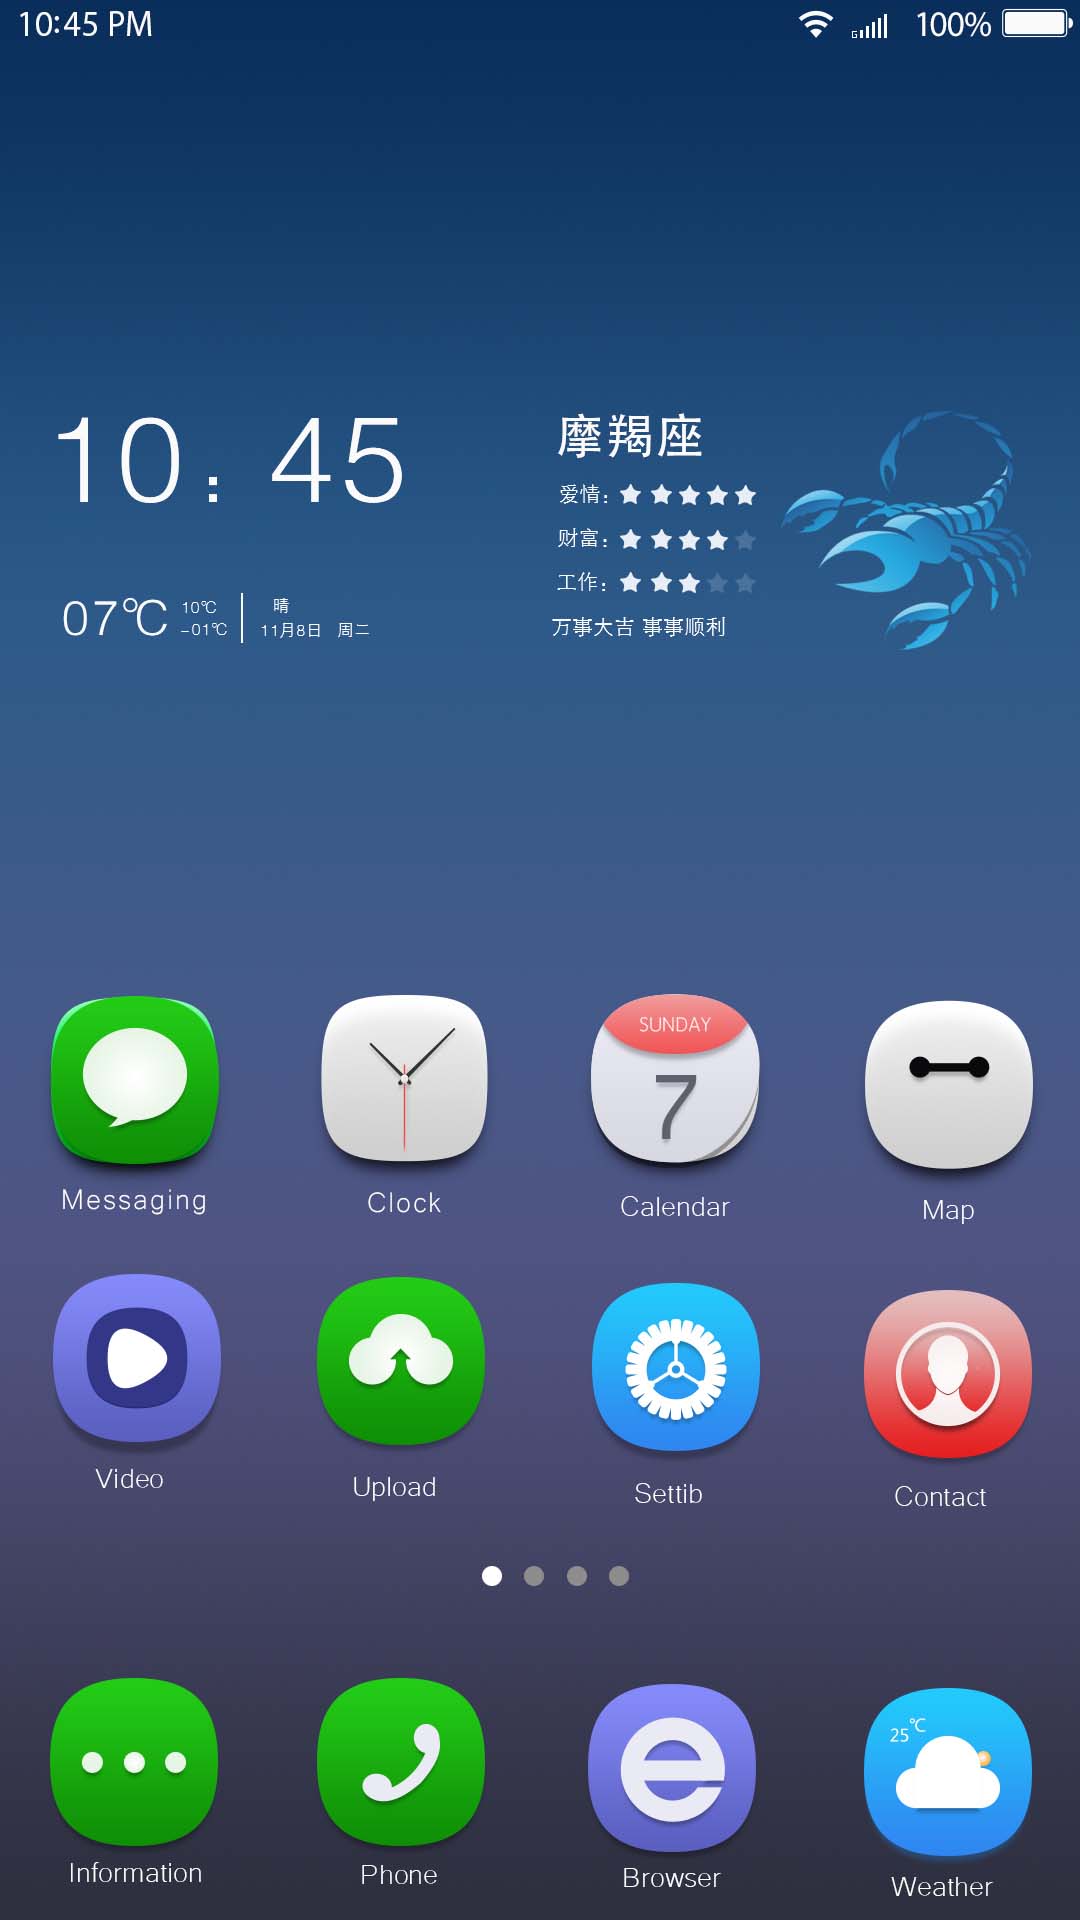 10:45 PM 100%
10：45
07℃ 10℃ -01℃ 晴 11月8日 周二
摩羯座
爱情：
财富：
工作：
万事大吉 事事顺利
SUNDAY
7
Messaging Clock Calendar Map
Video Upload Settib Contact
25℃
Information Phone Browser Weather